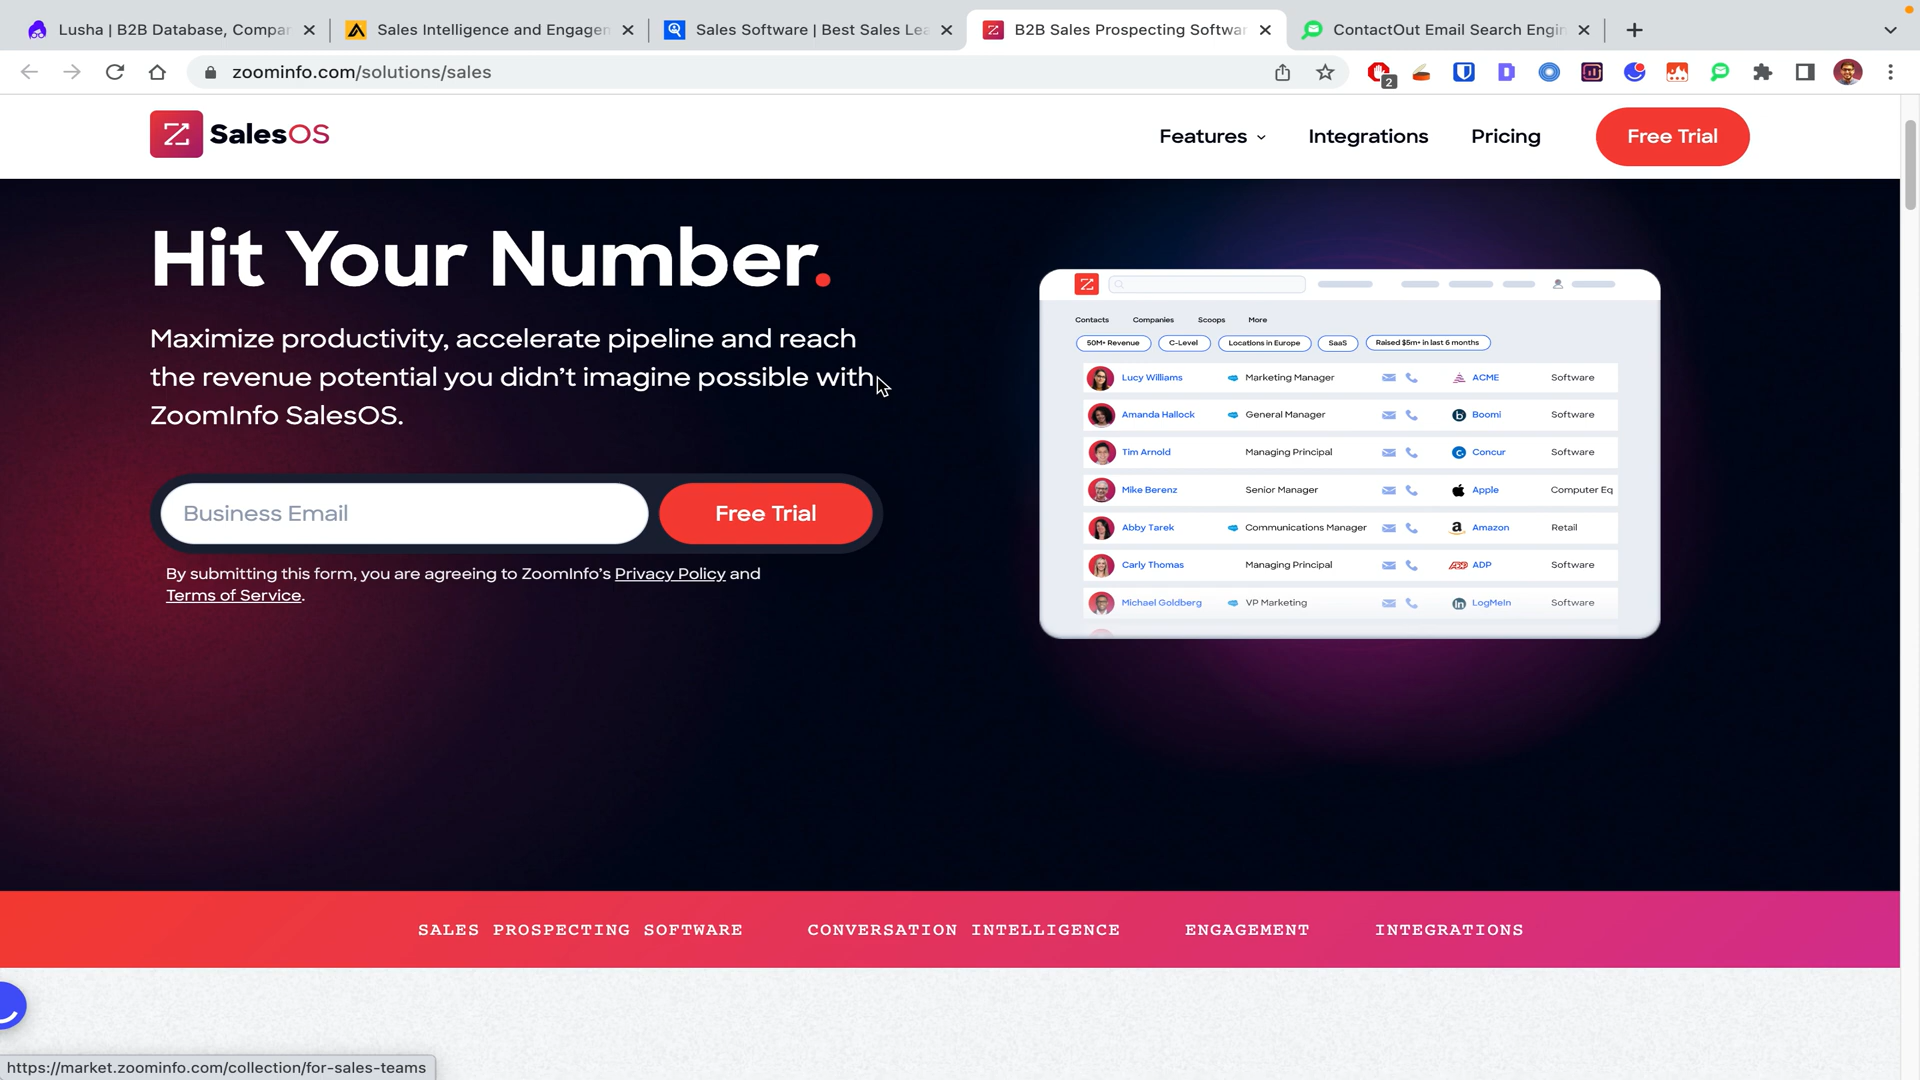 Lusha | B2B Database, Compar
Sales Intelligence and Engagen
Sales Software | Best Sales Lea
B2B Sales Prospecting Softwar
ContactOut Email Search Engin
zoominfo.com/solutions/sales
2
SalesOS
Features
Integrations
Pricing
Free Trial
Hit Your Number.
Maximize productivity, accelerate pipeline and reach
the revenue potential you didn’t imagine possible with
ZoomInfo SalesOS.
Business Email
Free Trial
By submitting this form, you are agreeing to ZoomInfo’s Privacy Policy and
Terms of Service.
Contacts Companies Scoops More
50M+ Revenue C-Level Locations in Europe SaaS Raised $5m+ in last 6 months
Lucy Williams Marketing Manager ACME Software
Amanda Hallock General Manager Boomi Software
Tim Arnold Managing Principal Concur Software
Mike Berenz Senior Manager Apple Computer Eq
Abby Tarek Communications Manager Amazon Retail
Carly Thomas Managing Principal ADP Software
Michael Goldberg VP Marketing LogMeIn Software
SALES PROSPECTING SOFTWARE CONVERSATION INTELLIGENCE ENGAGEMENT INTEGRATIONS
https://market.zoominfo.com/collection/for-sales-teams